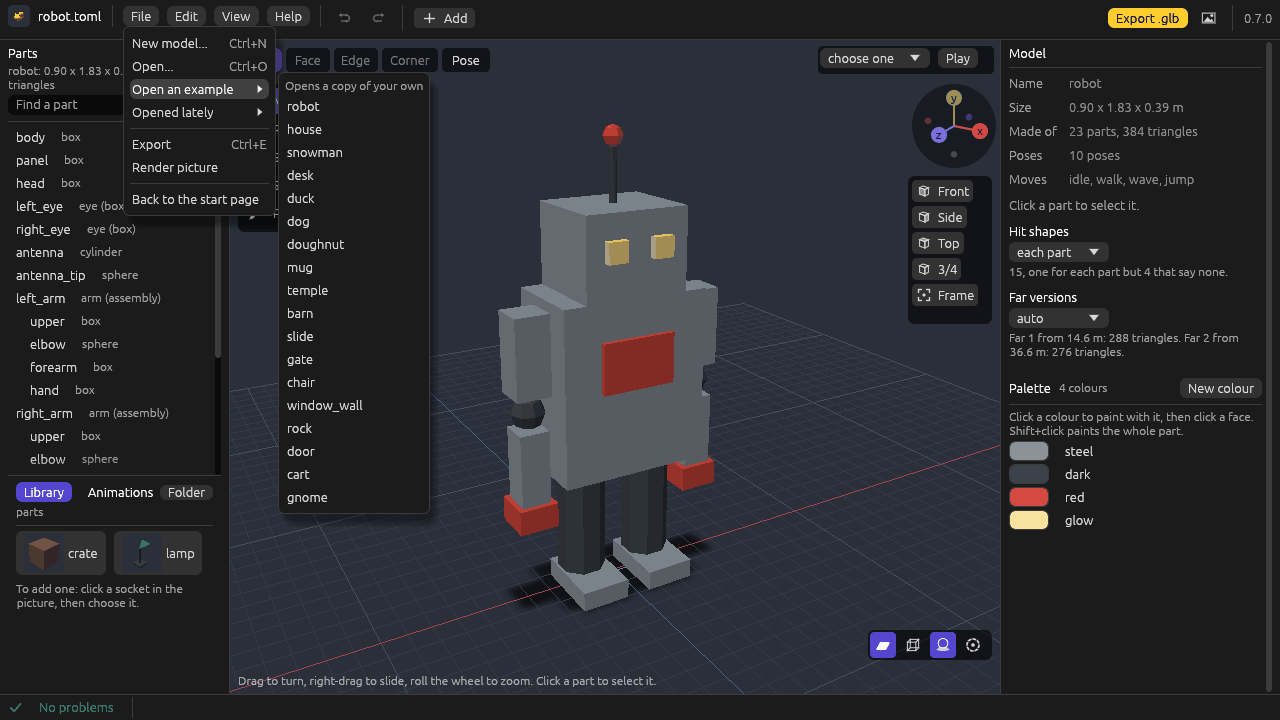 robot.toml
File
Edit
View
Help
+ Add
Export .glb
0.7.0
New model... Ctrl+N
Open... Ctrl+O
Open an example
Opened lately
Export Ctrl+E
Render picture
Back to the start page
Opens a copy of your own
robot
house
snowman
desk
duck
dog
doughnut
mug
temple
barn
slide
gate
chair
window_wall
rock
door
cart
gnome
Parts
robot: 0.90 x 1.83 x 0.
triangles
Find a part
body box
panel box
head box
left_eye eye (box
right_eye eye (box)
antenna cylinder
antenna_tip sphere
left_arm arm (assembly)
upper box
elbow sphere
forearm box
hand box
right_arm arm (assembly)
upper box
elbow sphere
Library
Animations
Folder
parts
crate
lamp
To add one: click a socket in the
picture, then choose it.
Face
Edge
Corner
Pose
choose one
Play
y
x
z
Front
Side
Top
3/4
Frame
Drag to turn, right-drag to slide, roll the wheel to zoom. Click a part to select it.
Model
Name robot
Size 0.90 x 1.83 x 0.39 m
Made of 23 parts, 384 triangles
Poses 10 poses
Moves idle, walk, wave, jump
Click a part to select it.
Hit shapes
each part
15, one for each part but 4 that say none.
Far versions
auto
Far 1 from 14.6 m: 288 triangles. Far 2 from
36.6 m: 276 triangles.
Palette 4 colours
New colour
Click a colour to paint with it, then click a face.
Shift+click paints the whole part.
steel
dark
red
glow
No problems